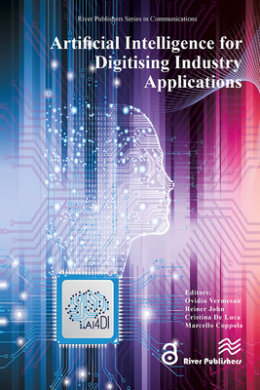 River Publishers Series in Communications
Artificial Intelligence for
Digitising Industry
Applications
AI4DI
Editors:
Ovidiu Vermesan
Reiner John
Cristina De Luca
Marcello Coppola
River Publishers